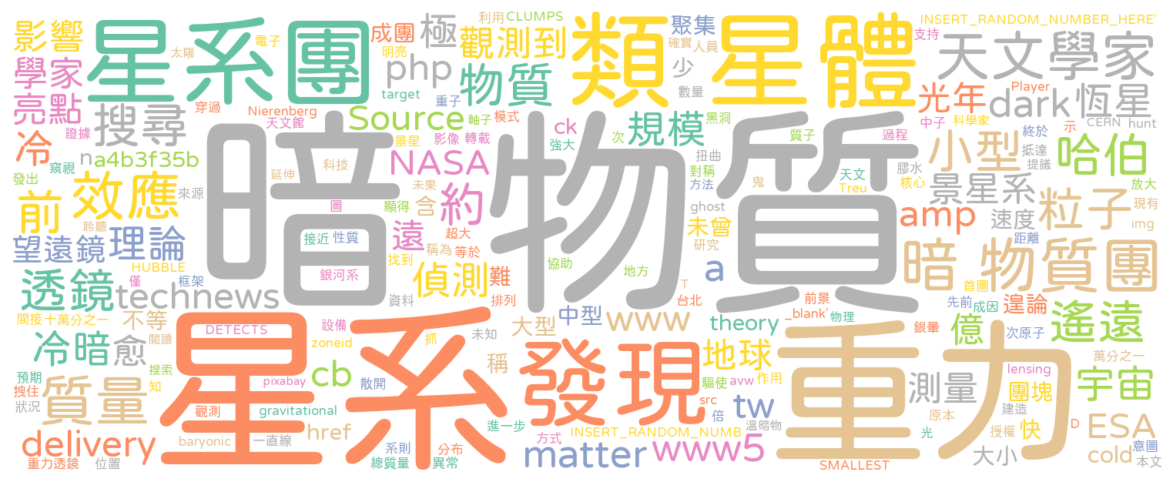 影響
星系團
成團
極
利用
CLUMPS
聚集
類星體
INSERT_RANDOM_NUMBER_HERE'
支持
天文學家
太陽
電子
明亮
觀測到
確實
人員
學家
php
物質
少
亮點
搜尋
穿過
target
重子
數量
光年
Player
dark
恆星
證據
Nierenberg
天文館
Source
軸子
模式
規模
黑洞
中子
科學家
CERN
hunt
冷
窺視
景星
影像
轉載
ck
次
質子
過程
終於
示
n
a4b3f35b
暗物質
強大
扭曲
對稱
膠水
抵達
提議
小型
哈伯
發出
效應
科技
NASA
方法
鬼
天文
Treu
核心
景星系
放大
前
來源
延伸
未果
含
約
ghost
amp
速度
粒子
現有
img
聆聽
圖
顯得
未曾
研究
望遠鏡
理論
接近
性質
遠
超大
稱為
等於
距離
暗 物質團
HUBBLE
找到
透鏡
僅
框架
銀河系
偵測
難
協助
地方
a
首團
technews
資料
排列
T
台北
前景
先前
成因
遑論
間接
十萬分之一
不等
DETECTS
設備
未知
大型
中型
www
_blank'
物理
億
遙遠
閱讀
theory
銀暈
次原子
冷暗
愈
星系
zoneid
抓
稱
發現
地球
重力
萬分之一
預期
搜索
cb
散開
驅使
avw
作用
測量
lensing
宇宙
拽住
知
pixabay
團塊
狀況
質量
觀測
gravitational
src
倍
tw
原本
建造
ESA
href
進一步
方式
INSERT_RANDOM_NUMB
溫暗物
光
授權
快
D
delivery
baryonic
一直線
系則
分布
matter
www5
cold
意圖
重力透鏡
位置
總質量
異常
SMALLEST
大小
本文